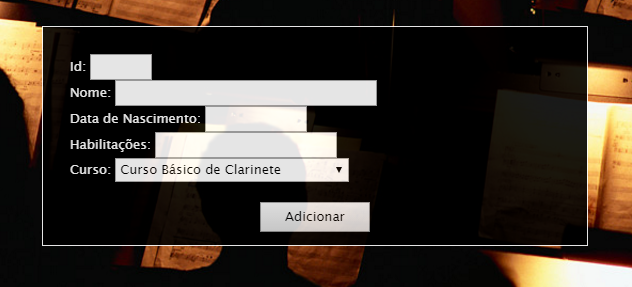 Id:
Nome:
Data de Nascimento:
Habilitações:
Curso: Curso Básico de Clarinete
Adicionar